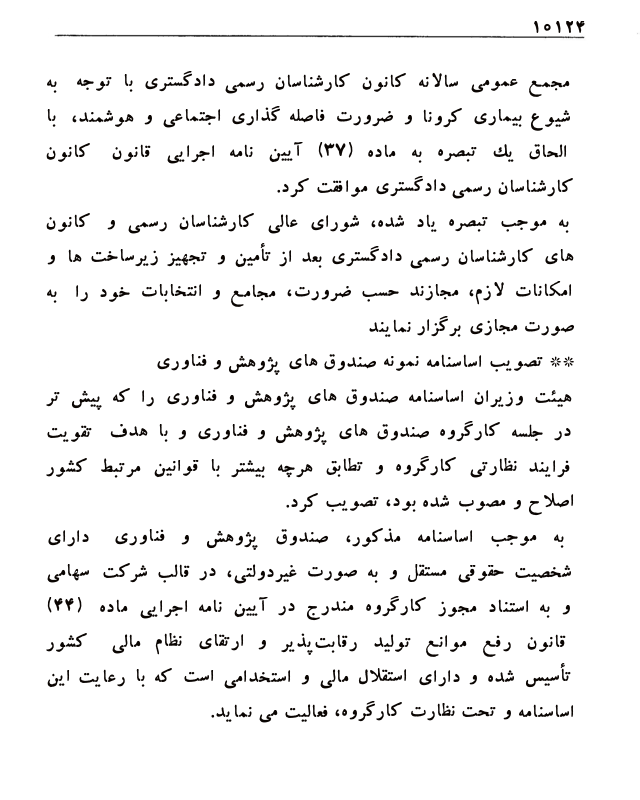 ۱۰۱۲۴
مجمع عمومی سالانه کانون کارشناسان رسمی دادگستری با توجه به
شیوع بیماری کرونا و ضرورت فاصله گذاری اجتماعی و هوشمند، با
الحاق یك تبصره به ماده (۳۷) آیین نامه اجرایی قانون کانون
کارشناسان رسمی دادگستری موافقت کرد.
به موجب تبصره یاد شده، شورای عالی کارشناسان رسمی و کانون
های کارشناسان رسمی دادگستری بعد از تأمین و تجهیز زیرساخت ها و
امکانات لازم، مجازند حسب ضرورت، مجامع و انتخابات خود را به
صورت مجازی برگزار نمایند
** تصویب اساسنامه نمونه صندوق های پژوهش و فناوری
هیئت وزیران اساسنامه صندوق های پژوهش و فناوری را که پیش تر
در جلسه کارگروه صندوق های پژوهش و فناوری و با هدف تقویت
فرایند نظارتی کارگروه و تطابق هرچه بیشتر با قوانین مرتبط کشور
اصلاح و مصوب شده بود، تصویب کرد.
به موجب اساسنامه مذکور، صندوق پژوهش و فناوری دارای
شخصیت حقوقی مستقل و به صورت غیردولتی، در قالب شرکت سهامی
و به استناد مجوز کارگروه مندرج در آیین نامه اجرایی ماده (۴۴)
قانون رفع موانع تولید رقابت‌پذیر و ارتقای نظام مالی کشور
تأسیس شده و دارای استقلال مالی و استخدامی است که با رعایت این
اساسنامه و تحت نظارت کارگروه، فعالیت می نماید.